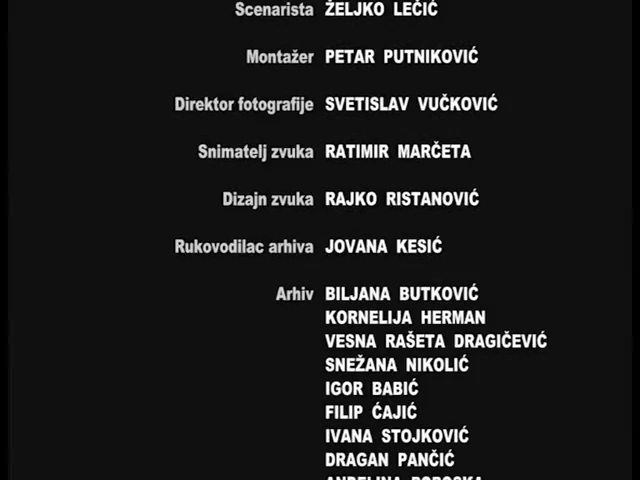 Scenarista ŽELJKO LEČIĆ
Montažer PETAR PUTNIKOVIĆ
Direktor fotografije SVETISLAV VUČKOVIĆ
Snimatelj zvuka RATIMIR MARČETA
Dizajn zvuka RAJKO RISTANOVIĆ
Rukovodilac arhiva JOVANA KESIĆ
Arhiv BILJANA BUTKOVIĆ
KORNELIJA HERMAN
VESNA RAŠETA DRAGIČEVIĆ
SNEŽANA NIKOLIĆ
IGOR BABIĆ
FILIP ĆAJIĆ
IVANA STOJKOVIĆ
DRAGAN PANČIĆ